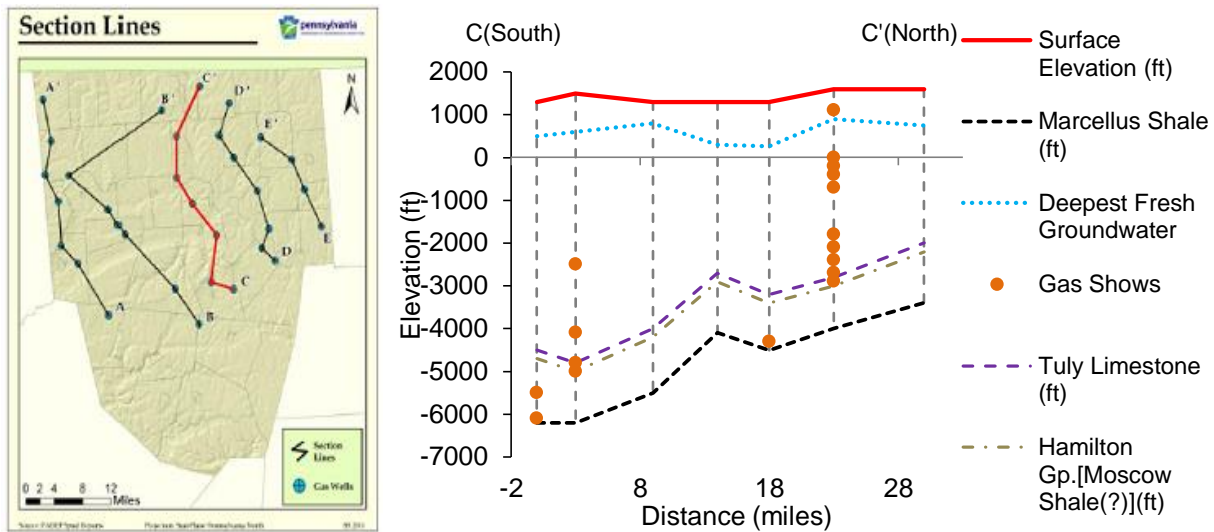 Section Lines
pennsylvania
C'
A'
B'
D'
E'
N
E
D
C
A
B
Section
Lines
Gas Wells
0 2 4 8 12
Miles
C(South)
C'(North)
2000
1000
0
-1000
-2000
-3000
-4000
-5000
-6000
-7000
Elevation (ft)
-2
8
18
28
Distance (miles)
Surface
Elevation (ft)
Marcellus Shale
(ft)
Deepest Fresh
Groundwater
Gas Shows
Tuly Limestone
(ft)
Hamilton
Gp.[Moscow
Shale(?)](ft)